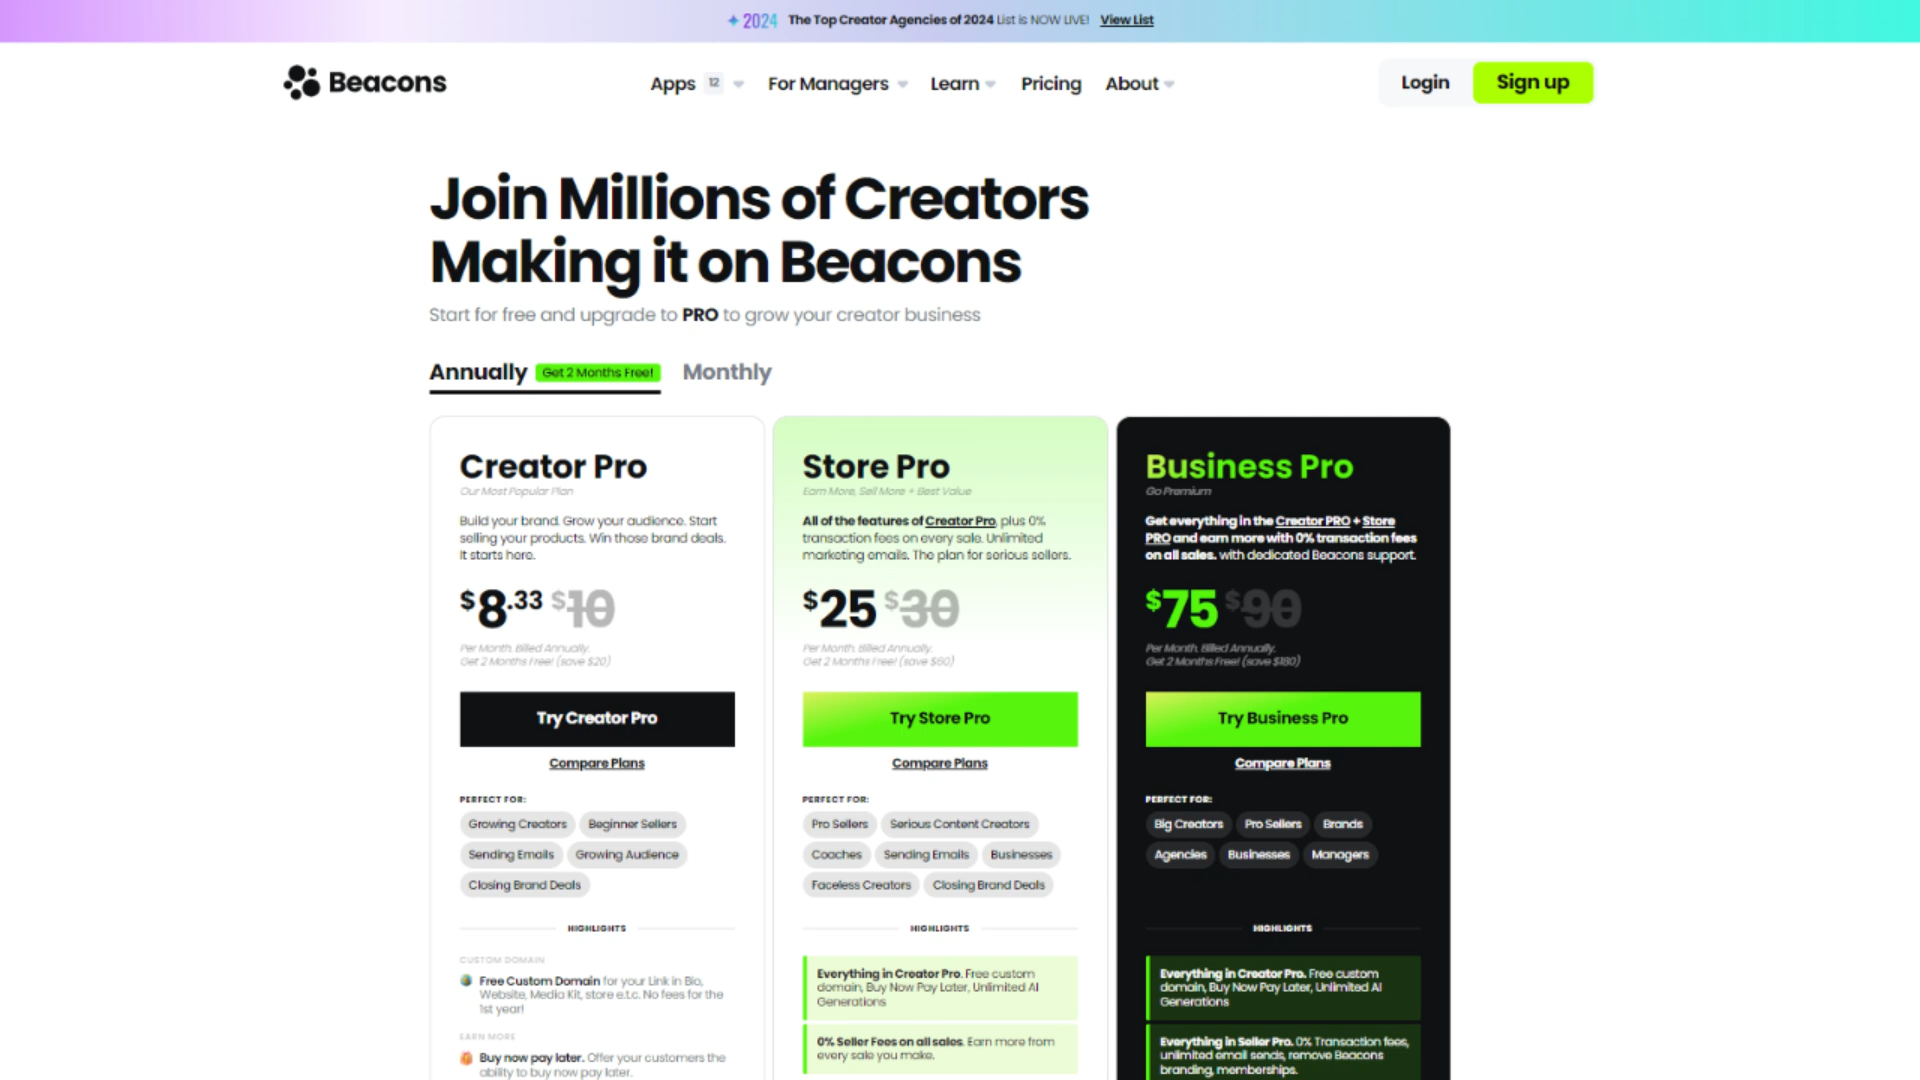 2024 The Top Creator Agencies of 2024 List is NOW LIVE! View List
Beacons
Apps 12
For Managers
Learn
Pricing
About
Login
Sign up
Join Millions of Creators
Making it on Beacons
Start for free and upgrade to PRO to grow your creator business
Annually Get 2 Months Free!
Monthly
Creator Pro
Our Most Popular Plan
Build your brand. Grow your audience. Start
selling your products. Win those brand deals.
It starts here.
$8.33 $10
Per Month. Billed Annually.
Get 2 Months Free! (save $20)
Try Creator Pro
Compare Plans
PERFECT FOR:
Growing Creators
Beginner Sellers
Sending Emails
Growing Audience
Closing Brand Deals
HIGHLIGHTS
CUSTOM DOMAIN
Free Custom Domain for your Link in Bio,
Website, Media Kit, store e.t.c. No fees for the
1st year!
EARN MORE
Buy now pay later. Offer your customers the
ability to buy now pay later.
Store Pro
Earn More, Sell More + Best Value
All of the features of Creator Pro, plus 0%
transaction fees on every sale. Unlimited
marketing emails. The plan for serious sellers.
$25 $30
Per Month. Billed Annually.
Get 2 Months Free! (save $60)
Try Store Pro
Compare Plans
PERFECT FOR:
Pro Sellers
Serious Content Creators
Coaches
Sending Emails
Businesses
Faceless Creators
Closing Brand Deals
HIGHLIGHTS
Everything in Creator Pro. Free custom
domain, Buy Now Pay Later, Unlimited AI
Generations
0% Seller Fees on all sales. Earn more from
every sale you make.
Business Pro
Go Premium
Get everything in the Creator PRO + Store
PRO and earn more with 0% transaction fees
on all sales. with dedicated Beacons support.
$75 $90
Per Month. Billed Annually.
Get 2 Months Free! (save $180)
Try Business Pro
Compare Plans
PERFECT FOR:
Big Creators
Pro Sellers
Brands
Agencies
Businesses
Managers
HIGHLIGHTS
Everything in Creator Pro. Free custom
domain, Buy Now Pay Later, Unlimited AI
Generations
Everything in Seller Pro. 0% Transaction fees,
unlimited email sends, remove Beacons
branding, memberships.